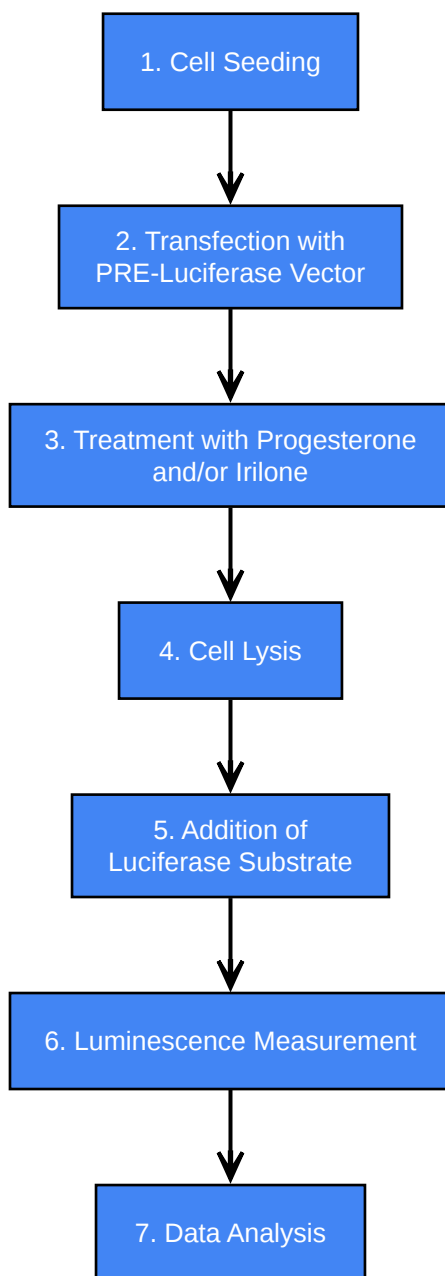 1. Cell Seeding
2. Transfection with
PRE-Luciferase Vector
3. Treatment with Progesterone
and/or Irilone
4. Cell Lysis
5. Addition of
Luciferase Substrate
6. Luminescence Measurement
7. Data Analysis